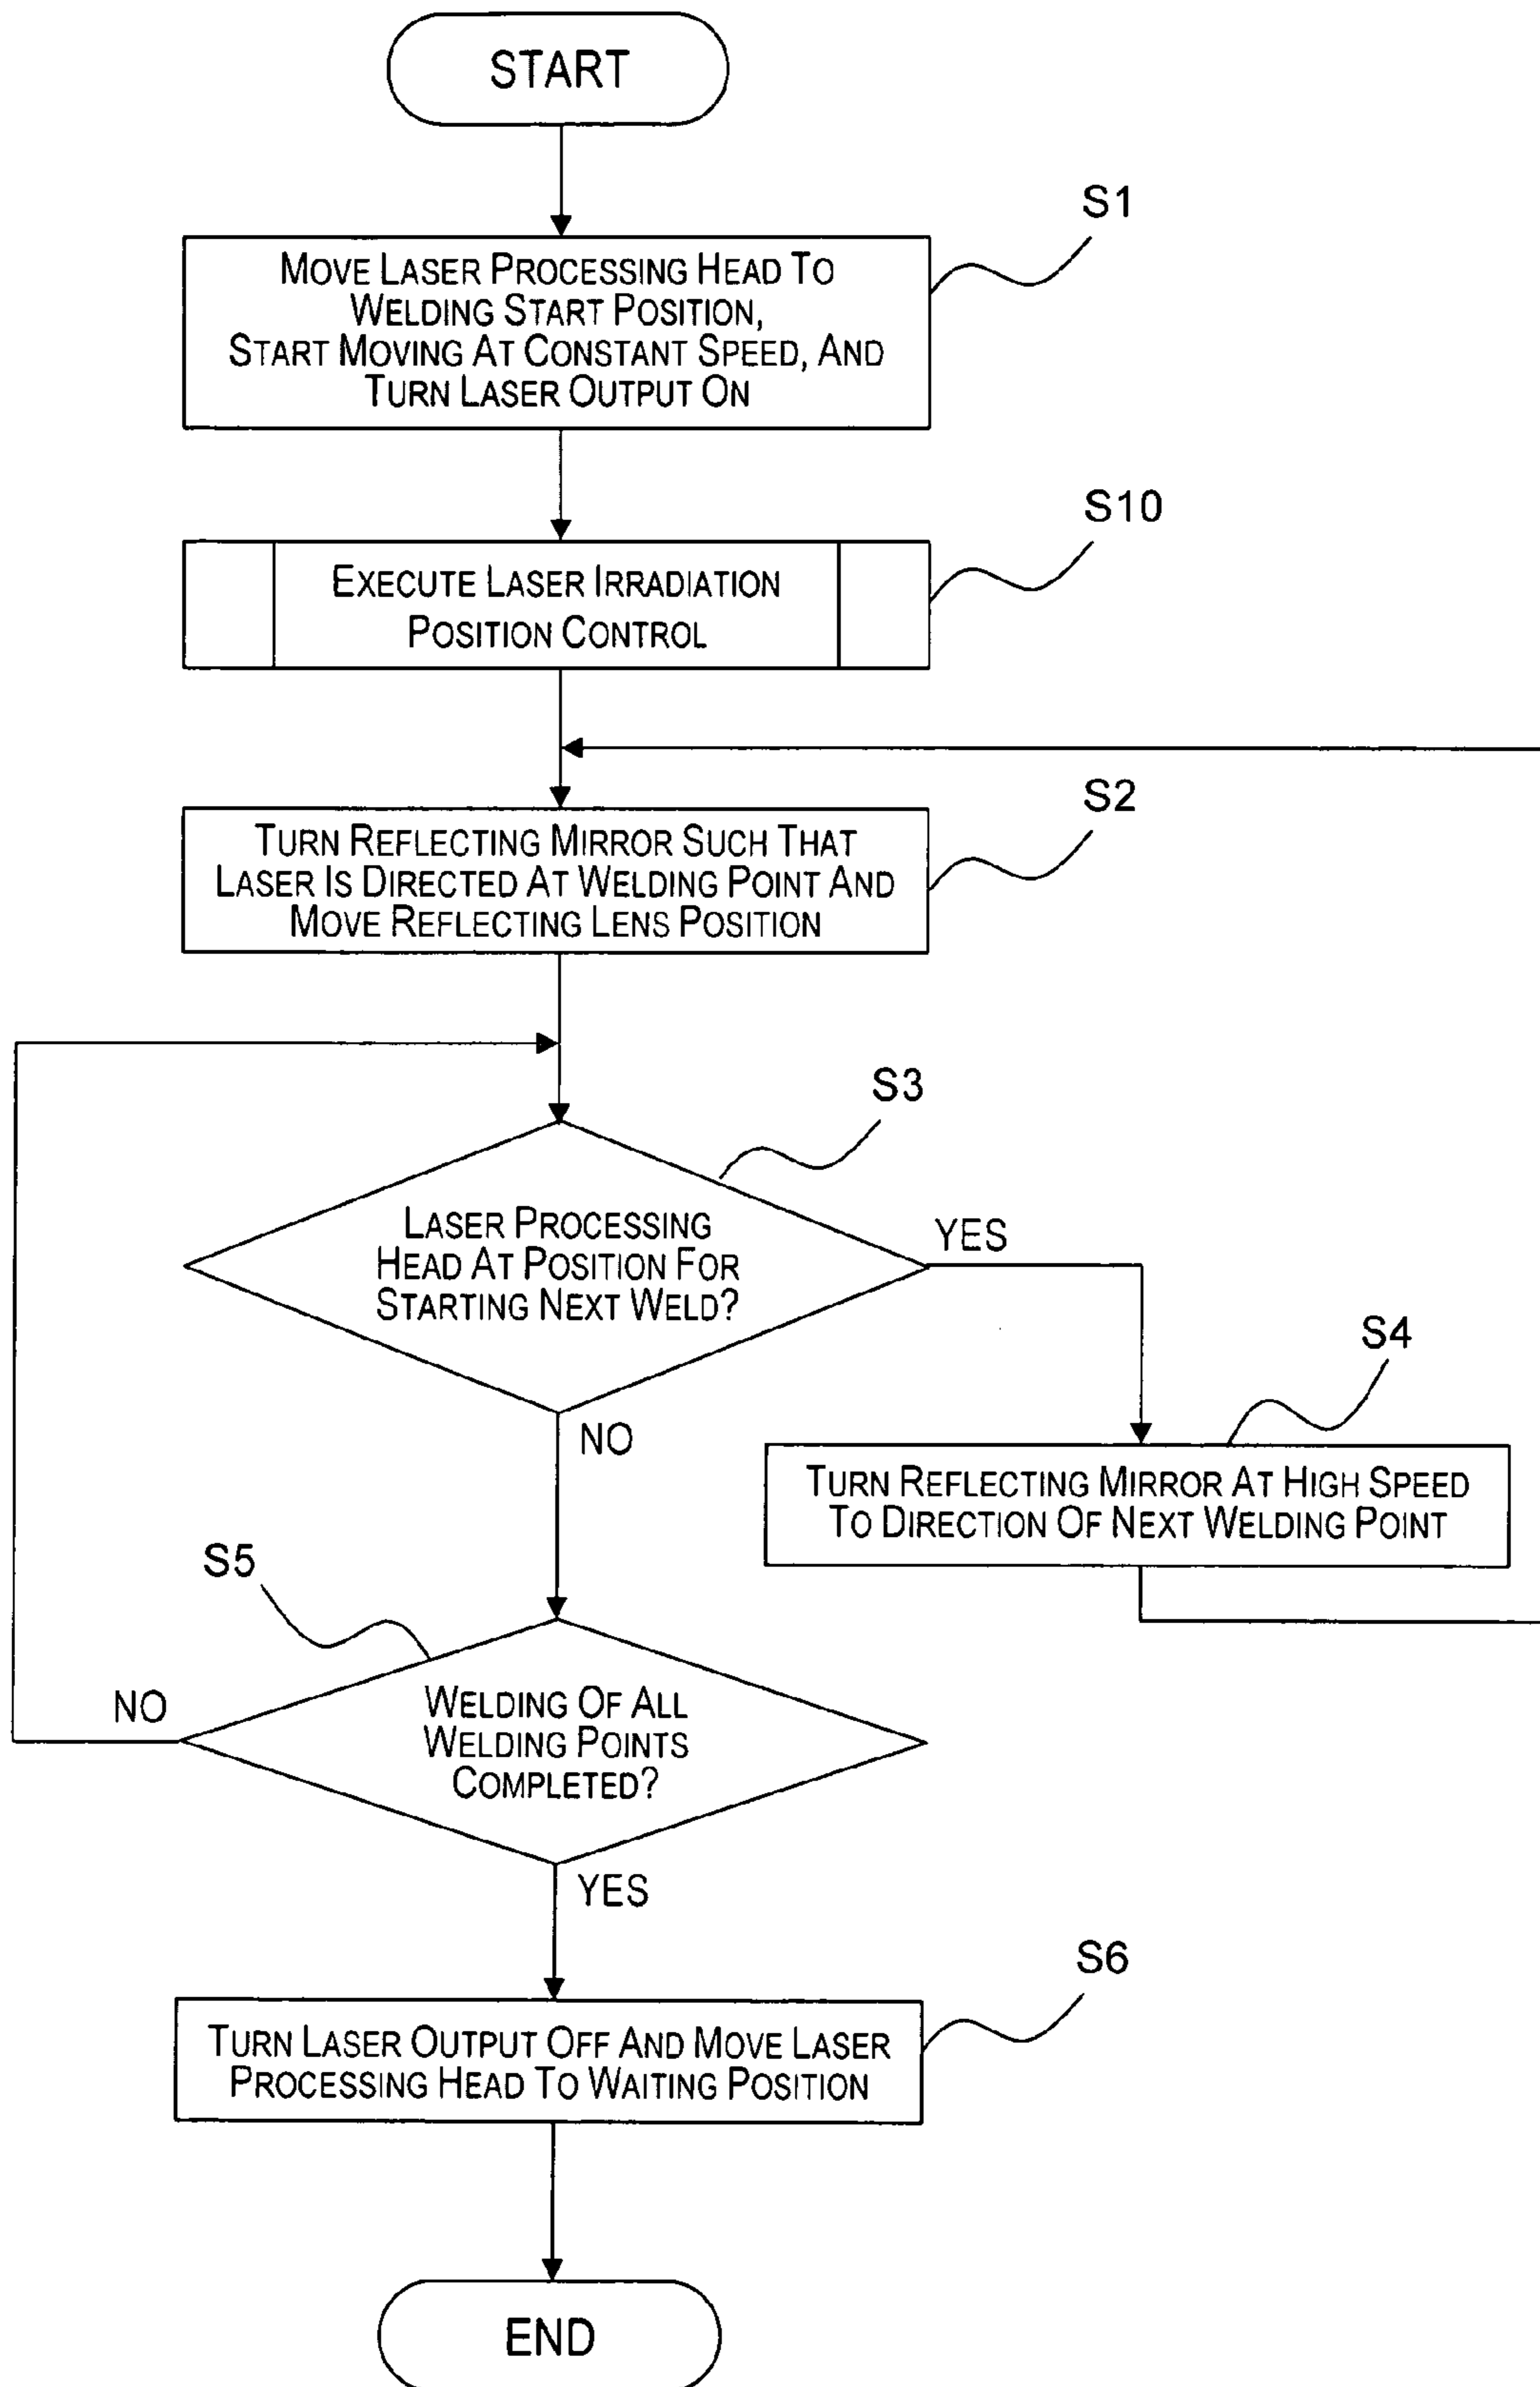 START
S1
MOVE LASER PROCESSING HEAD TO
WELDING START POSITION,
START MOVING AT CONSTANT SPEED, AND
TURN LASER OUTPUT ON
S10
EXECUTE LASER IRRADIATION
POSITION CONTROL
S2
TURN REFLECTING MIRROR SUCH THAT
LASER IS DIRECTED AT WELDING POINT AND
MOVE REFLECTING LENS POSITION
S3
LASER PROCESSING
HEAD AT POSITION FOR
STARTING NEXT WELD?
YES
NO
S4
TURN REFLECTING MIRROR AT HIGH SPEED
TO DIRECTION OF NEXT WELDING POINT
S5
WELDING OF ALL
WELDING POINTS
COMPLETED?
NO
YES
S6
TURN LASER OUTPUT OFF AND MOVE LASER
PROCESSING HEAD TO WAITING POSITION
END